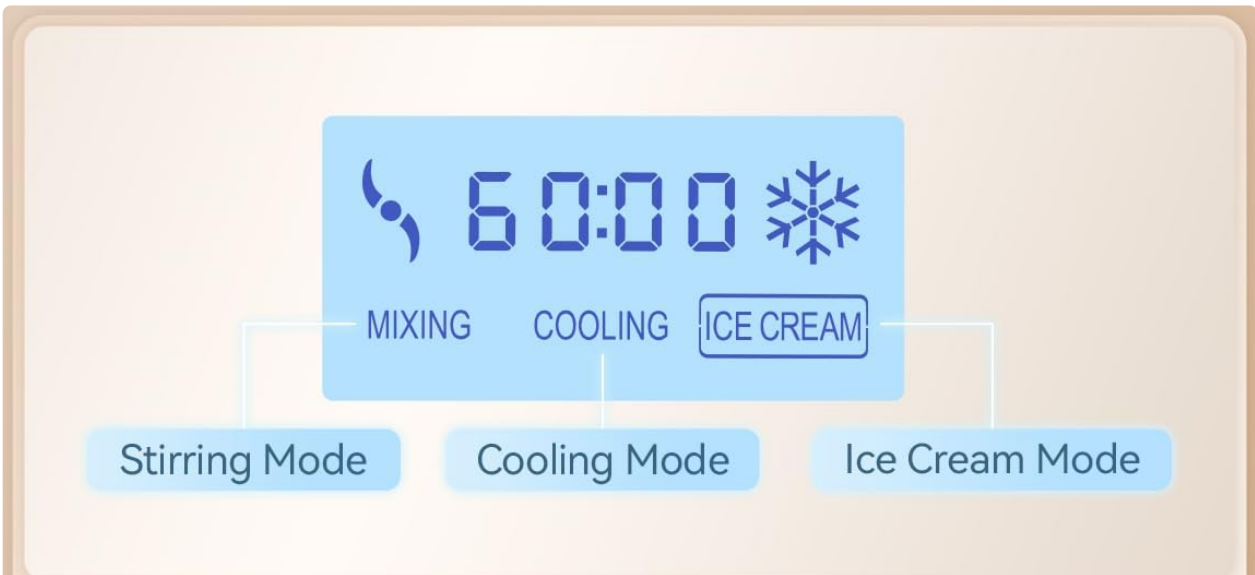 60:00
MIXING COOLING ICE CREAM
Stirring Mode Cooling Mode Ice Cream Mode